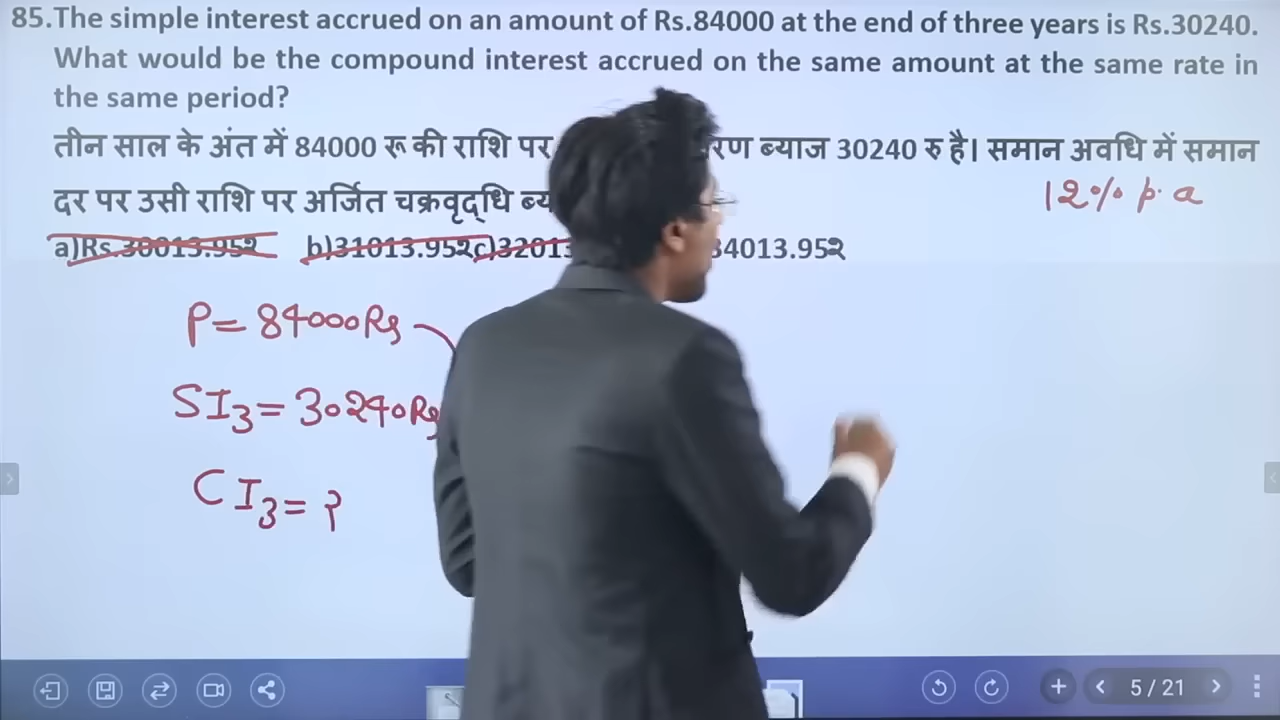 85.The simple interest accrued on an amount of Rs.84000 at the end of three years is Rs.30240.
What would be the compound interest accrued on the same amount at the same rate in
the same period?
तीन साल के अंत में 84000 रू की राशि पर रण ब्याज 30240 रु है। समान अवधि में समान
दर पर उसी राशि पर अर्जित चक्रवृद्धि ब्य
12% p.a
a)Rs.30013.952 b)31013.952 c)3201 34013.952
P= 84000Rs
SI3= 30240Rs
CI3= ?
5 / 21